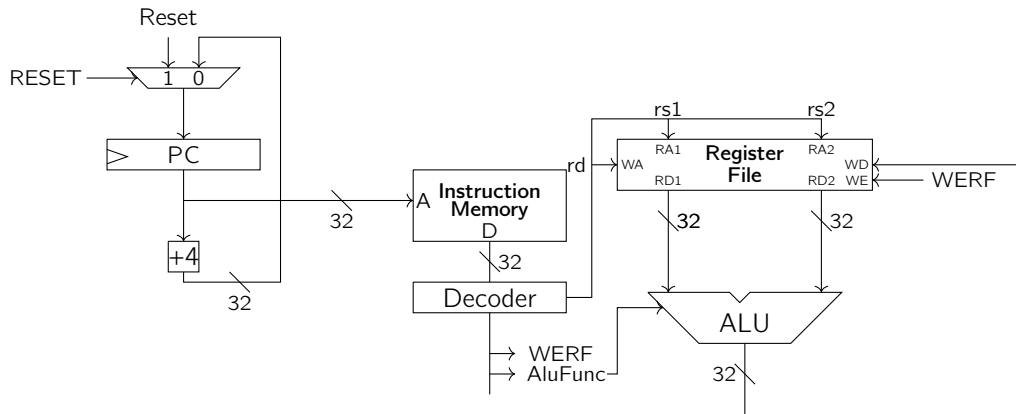 Reset
RESET
1 0
PC
+4
32
32
A
Instruction
Memory
D
32
Decoder
WERF
AluFunc
rd
rs1
rs2
RA1
RA2
WA
Register
File
WD
WE
RD1
RD2
WERF
32
32
ALU
32